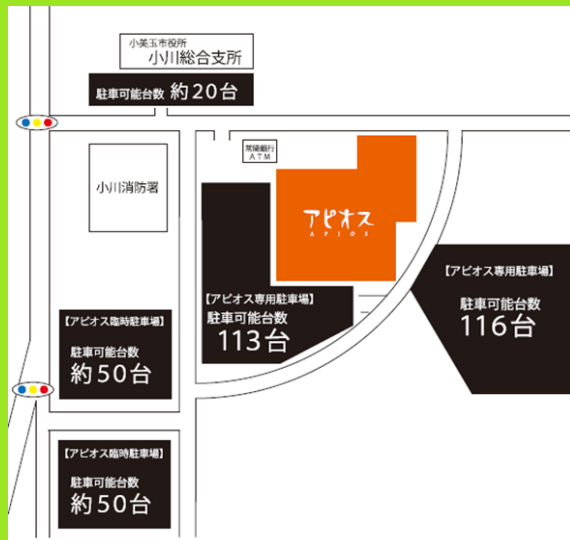 小美玉市役所
小川総合支所
駐車可能台数 約20台
常陽銀行
ATM
小川消防署
アピオス
APIOS
【アピオス専用駐車場】
駐車可能台数
113台
【アピオス専用駐車場】
駐車可能台数
116台
【アピオス臨時駐車場】
駐車可能台数
約50台
【アピオス臨時駐車場】
駐車可能台数
約50台